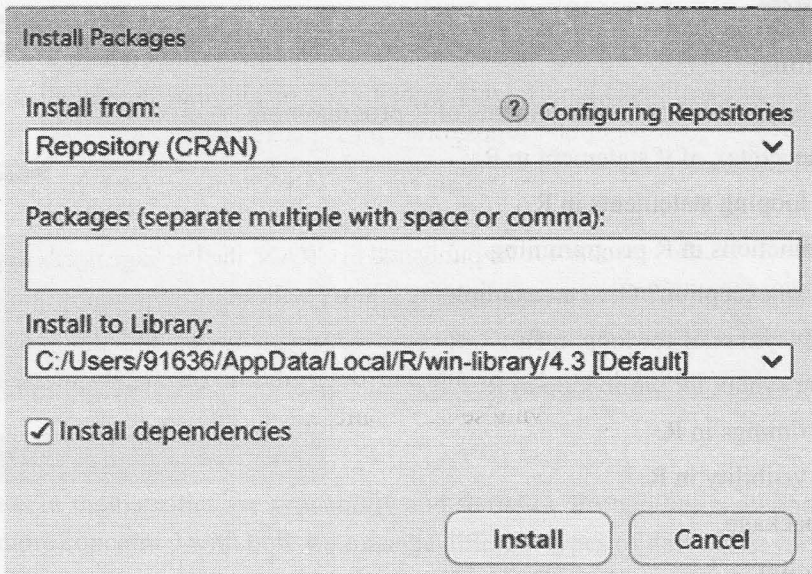 Install Packages
Install from:
? Configuring Repositories
Repository (CRAN)
Packages (separate multiple with space or comma):
Install to Library:
C:/Users/91636/AppData/Local/R/win-library/4.3 [Default]
Install dependencies
Install
Cancel